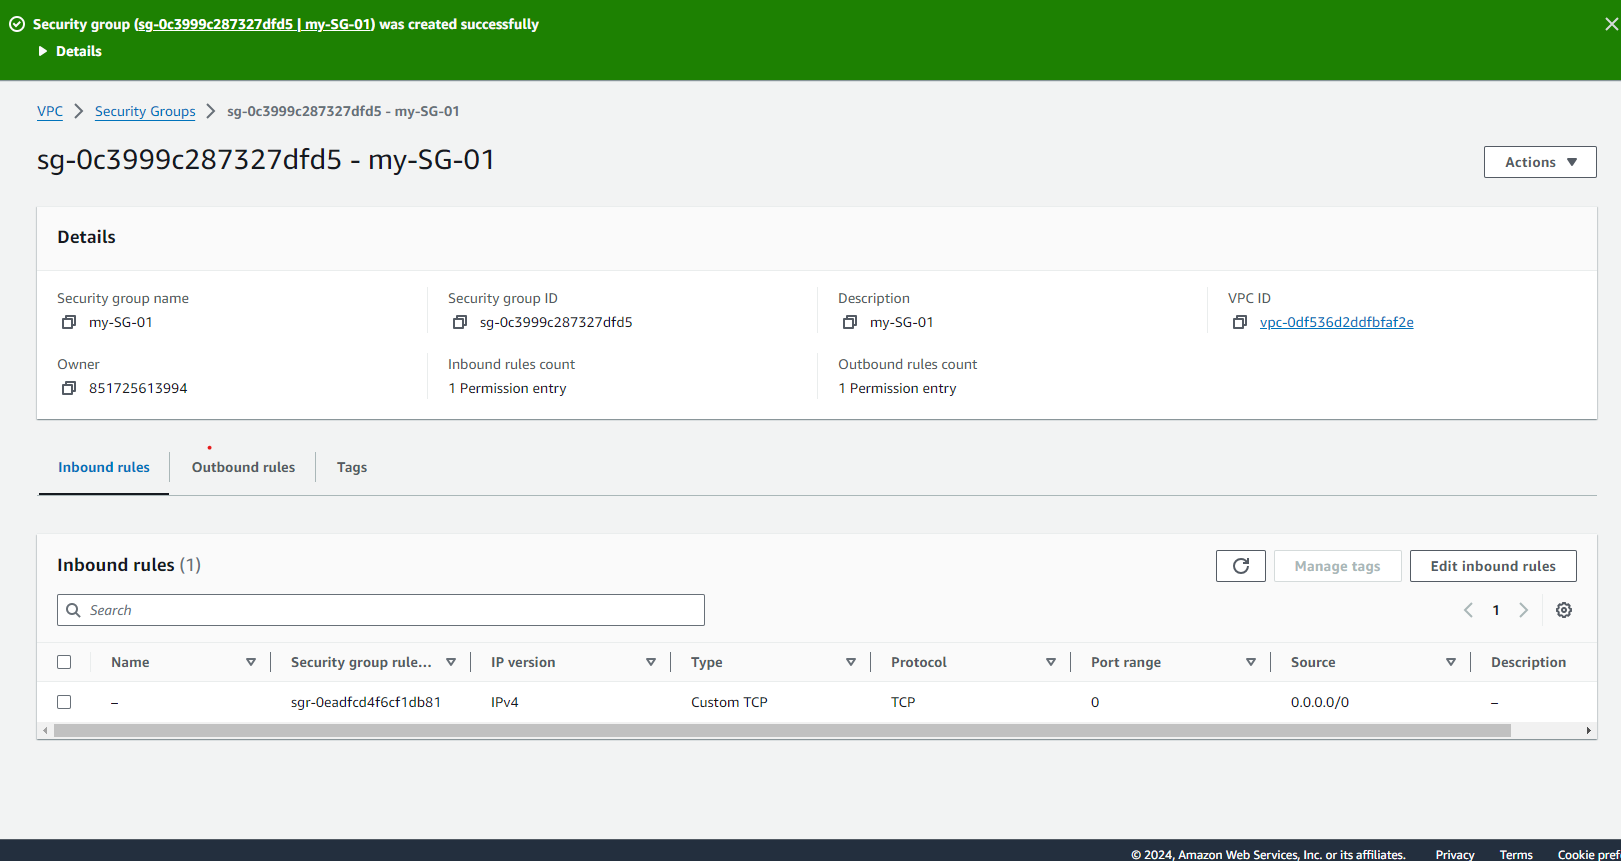 Security group (sg-0c3999c287327dfd5 | my-SG-01) was created successfully
Details
VPC > Security Groups > sg-0c3999c287327dfd5 - my-SG-01
sg-0c3999c287327dfd5 - my-SG-01
Actions
Details
Security group name
Security group ID
Description
VPC ID
my-SG-01
sg-0c3999c287327dfd5
my-SG-01
vpc-0df536d2ddfbfaf2e
Owner
Inbound rules count
Outbound rules count
851725613994
1 Permission entry
1 Permission entry
Inbound rules
Outbound rules
Tags
Inbound rules (1)
Manage tags
Edit inbound rules
Search
1
Name
Security group rule...
IP version
Type
Protocol
Port range
Source
Description
–
sgr-0eadfcd4f6cf1db81
IPv4
Custom TCP
TCP
0
0.0.0.0/0
–
© 2024, Amazon Web Services, Inc. or its affiliates.
Privacy
Terms
Cookie pref